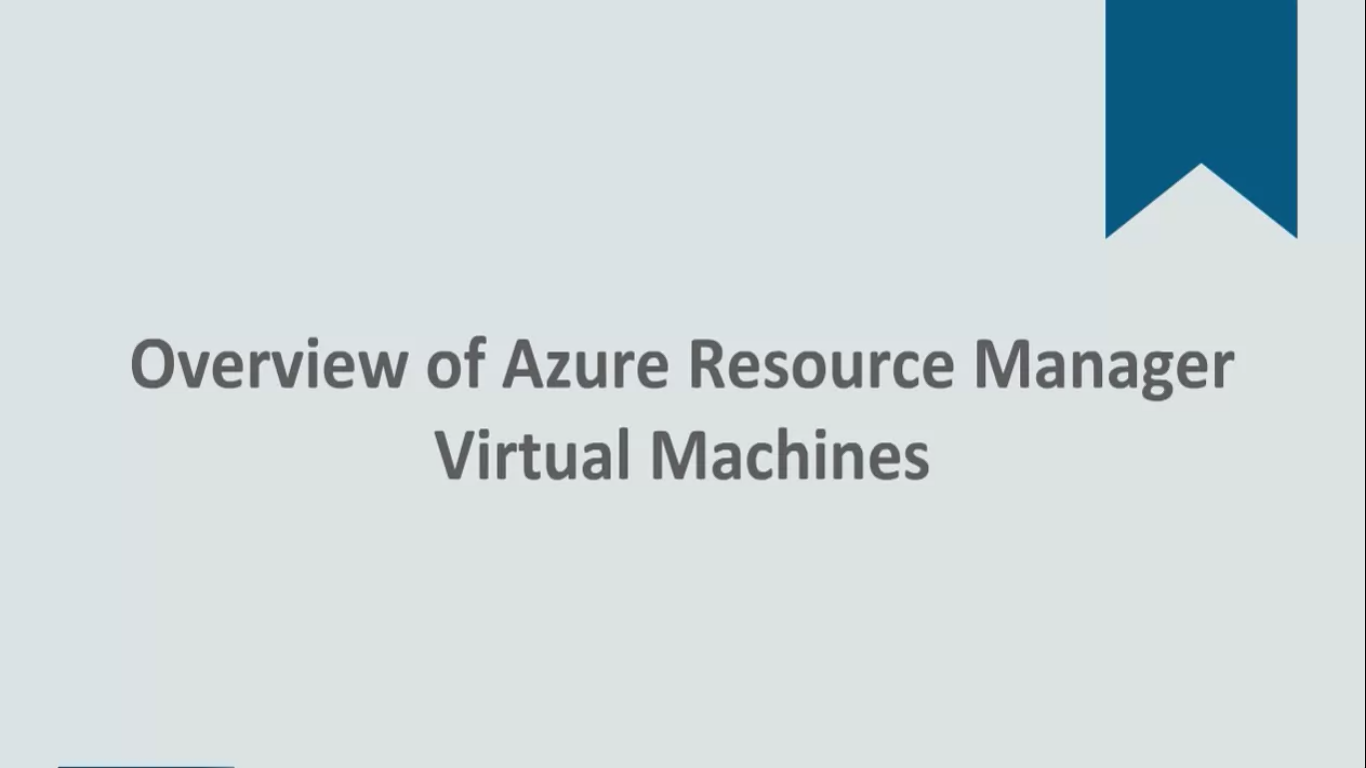 Overview of Azure Resource Manager
Virtual Machines